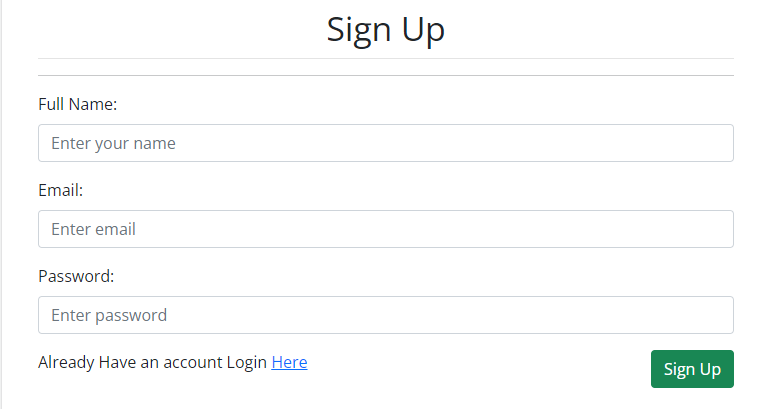 Sign Up
Full Name:
Enter your name
Email:
Enter email
Password:
Enter password
Already Have an account Login Here
Sign Up